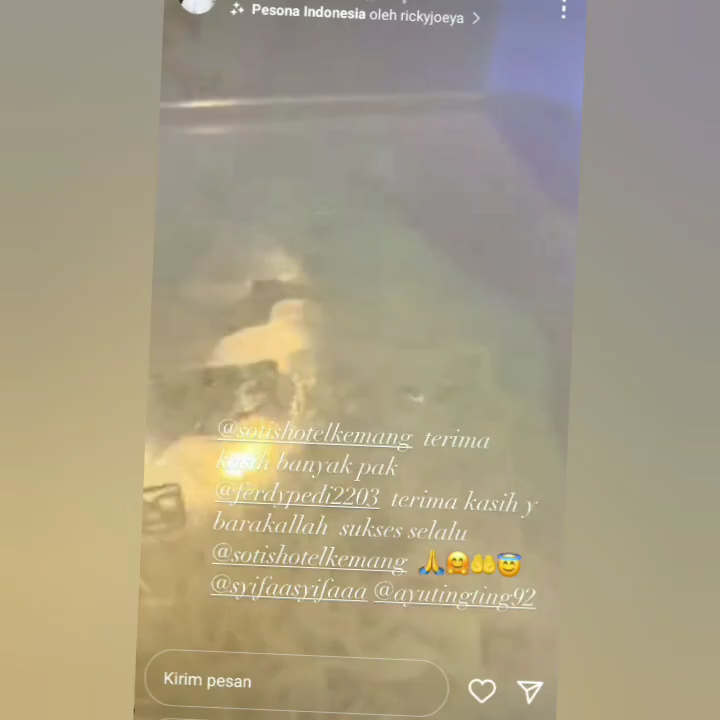 Pesona Indonesia oleh rickyjoeya
@sotishotelkemang terima
kasih banyak pak
@ferdypedi2203 terima kasih y
barakallah sukses selalu
@sotishotelkemang 🙏🤗🤲😇
@syifaasyifaaa @ayutingting92
Kirim pesan